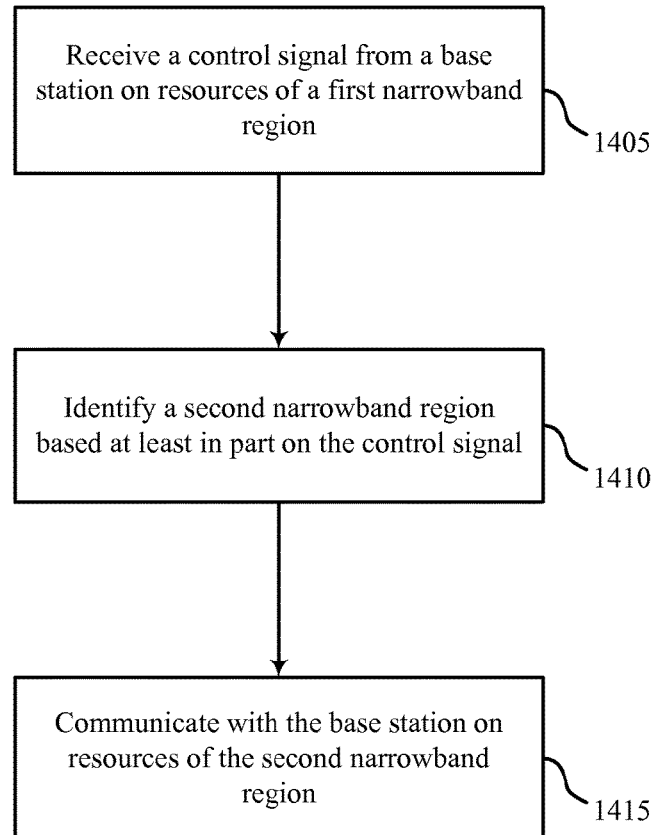 Receive a control signal from a base
station on resources of a first narrowband
region
1405
Identify a second narrowband region
based at least in part on the control signal
1410
Communicate with the base station on
resources of the second narrowband
region
1415